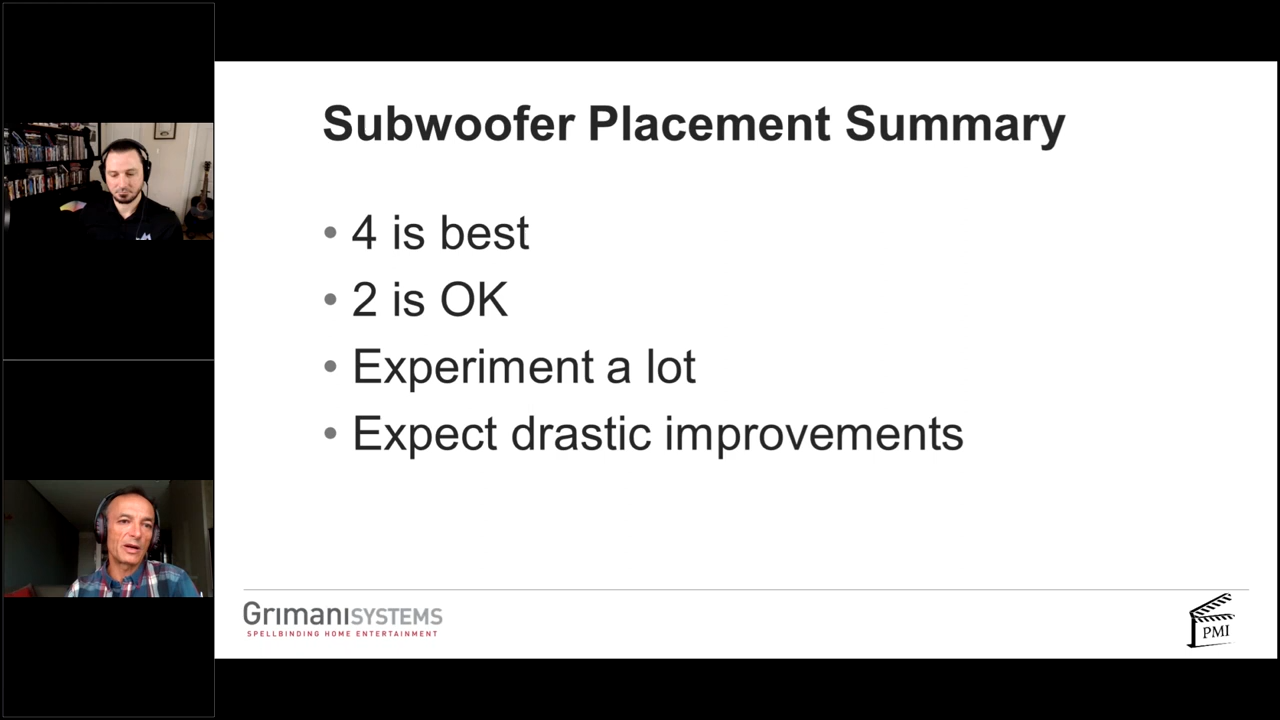 Subwoofer Placement Summary
• 4 is best
• 2 is OK
• Experiment a lot
• Expect drastic improvements
GrimaniSYSTEMS
SPELLBINDING HOME ENTERTAINMENT
PMI